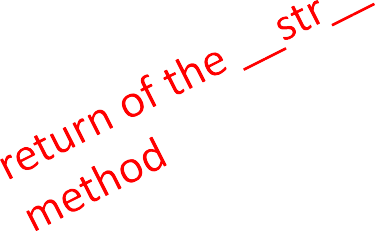 return of the __str__
method